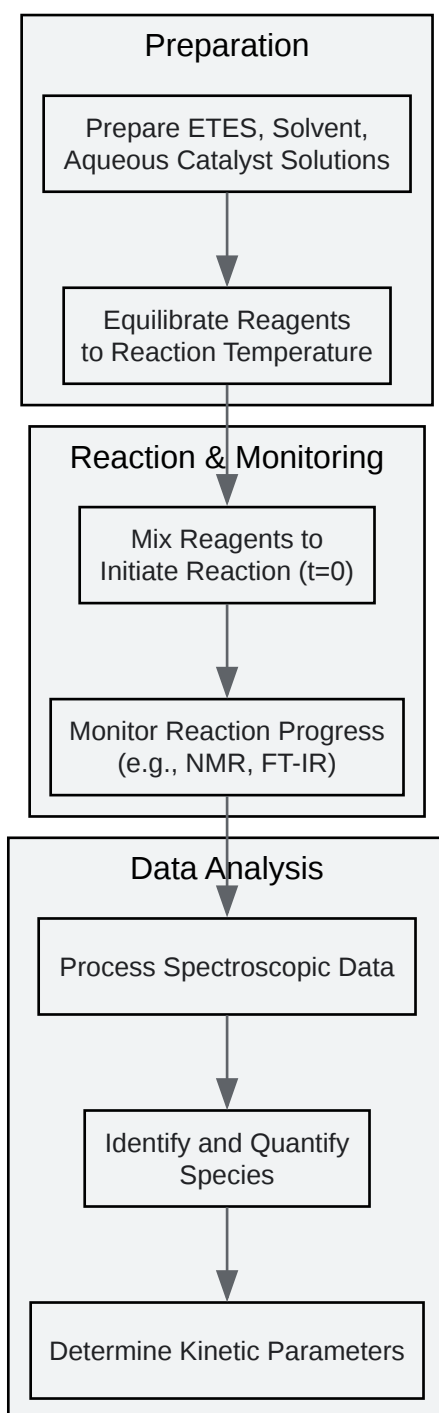 Preparation
Prepare ETES, Solvent,
Aqueous Catalyst Solutions
Equilibrate Reagents
to Reaction Temperature
Reaction & Monitoring
Mix Reagents to
Initiate Reaction (t=0)
Monitor Reaction Progress
(e.g., NMR, FT-IR)
Data Analysis
Process Spectroscopic Data
Identify and Quantify
Species
Determine Kinetic Parameters